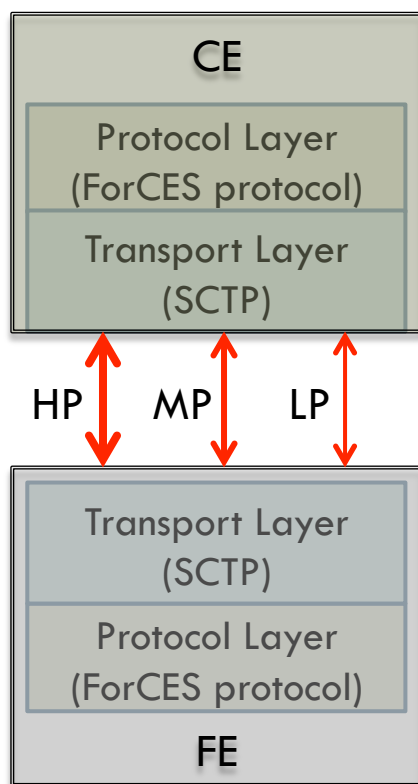 CE
Protocol Layer
(ForCES protocol)
Transport Layer
(SCTP)
HP MP LP
Transport Layer
(SCTP)
Protocol Layer
(ForCES protocol)
FE